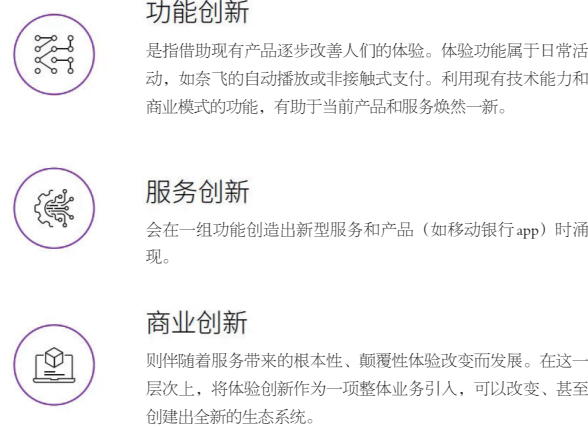 功能创新
是指借助现有产品逐步改善人们的体验。体验功能属于日常活
动，如奈飞的自动播放或非接触式支付。利用现有技术能力和
商业模式的功能，有助于当前产品和服务焕然一新。
服务创新
会在一组功能创造出新型服务和产品（如移动银行app）时涌
现。
商业创新
则伴随着服务带来的根本性、颠覆性体验改变而发展。在这一
层次上，将体验创新作为一项整体业务引入，可以改变、甚至
创建出全新的生态系统。